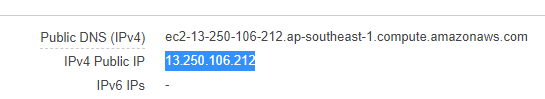 Public DNS (IPv4) ec2-13-250-106-212.ap-southeast-1.compute.amazonaws.com
IPv4 Public IP 13.250.106.212
IPv6 IPs -